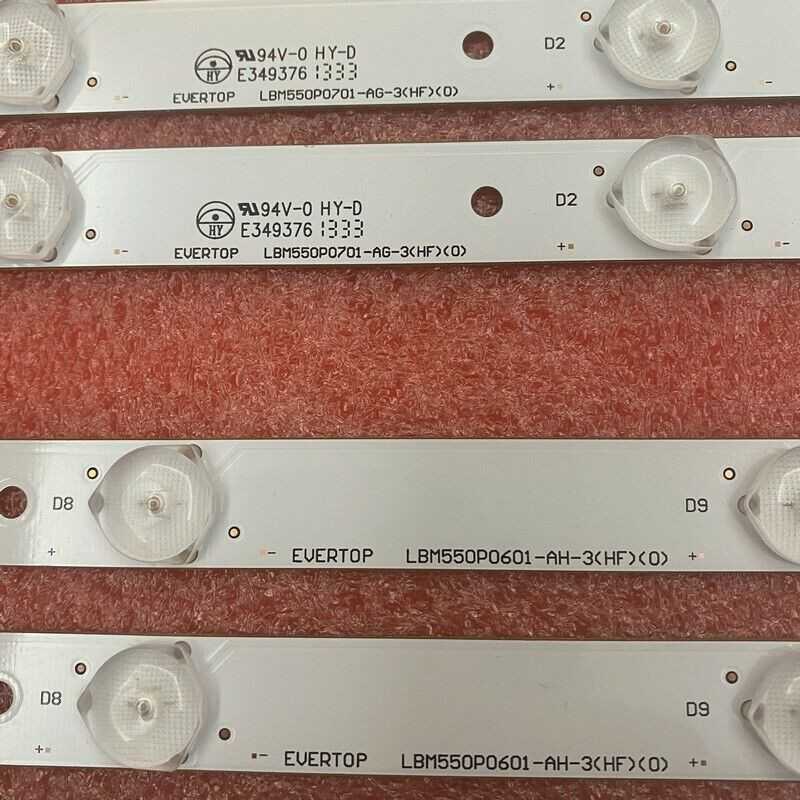 94V-0 HY-D
D2
HY
E349376 1333
+
-
EVERTOP LBM550P0701-AG-3(HF)(0)
94V-0 HY-D
D2
HY
E349376 1333
-
EVERTOP LBM550P0701-AG-3(HF)(0)
+
-
D8
D9
+
- EVERTOP LBM550P0601-AH-3(HF)(0) +
D8
D9
+
- EVERTOP LBM550P0601-AH-3(HF)(0) +